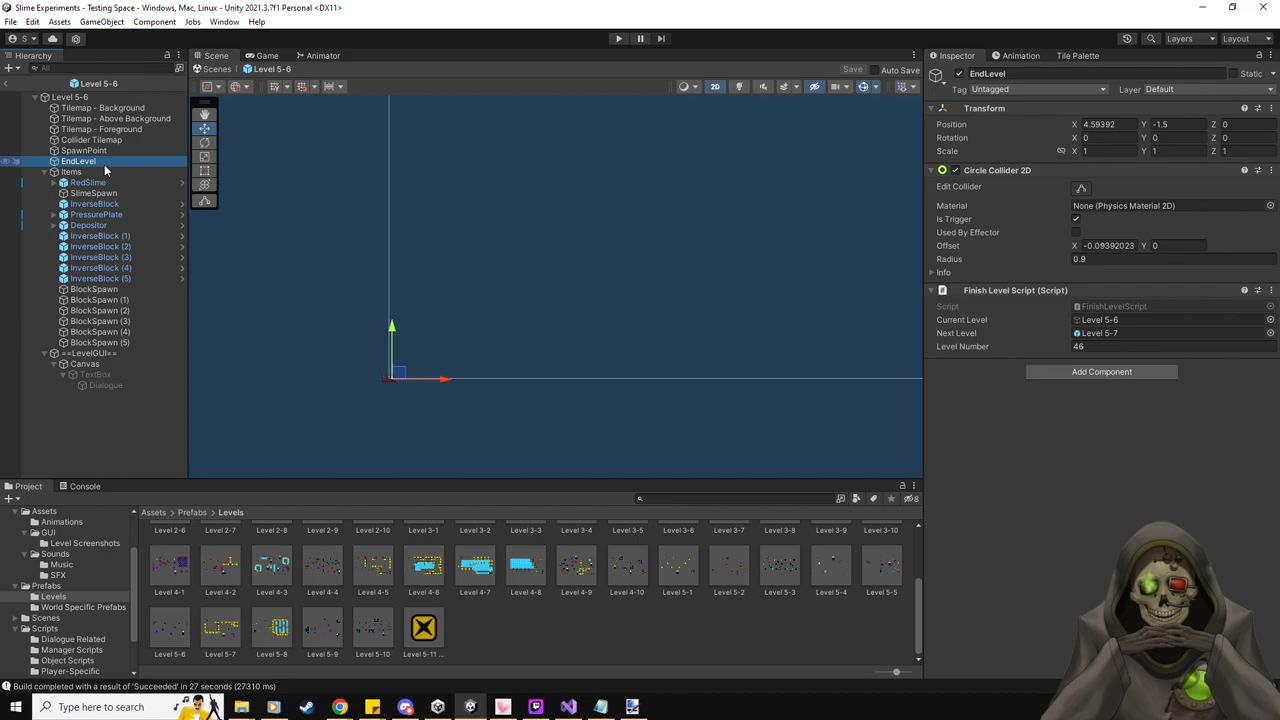 Slime Experiments - Testing Space - Windows, Mac, Linux - Unity 2021.3.7f1 Personal <DX11>
File Edit Assets GameObject Component Jobs Window Help
S Layers Layout
Hierarchy
All
Level 5-6
Level 5-6
Tilemap - Background
Tilemap - Above Background
Tilemap - Foreground
Collider Tilemap
SpawnPoint
EndLevel
Items
RedSlime
SlimeSpawn
InverseBlock
PressurePlate
Depositor
InverseBlock (1)
InverseBlock (2)
InverseBlock (3)
InverseBlock (4)
InverseBlock (5)
BlockSpawn
BlockSpawn (1)
BlockSpawn (2)
BlockSpawn (3)
BlockSpawn (4)
BlockSpawn (5)
==LevelGUI==
Canvas
TextBox
Dialogue
Scene Game Animator
Scenes Level 5-6 Save Auto Save
2D
Inspector Animation Tile Palette
EndLevel Static
Tag Untagged Layer Default
Transform
Position X 4.59392 Y -1.5 Z 0
Rotation X 0 Y 0 Z 0
Scale X 1 Y 1 Z 1
Circle Collider 2D
Edit Collider
Material None (Physics Material 2D)
Is Trigger
Used By Effector
Offset X -0.09392023 Y 0
Radius 0.9
Info
Finish Level Script (Script)
Script FinishLevelScript
Current Level Level 5-6
Next Level Level 5-7
Level Number 46
Add Component
Project Console
8
Assets
Animations
GUI
Level Screenshots
Sounds
Music
SFX
Prefabs
Levels
World Specific Prefabs
Scenes
Scripts
Dialogue Related
Manager Scripts
Object Scripts
Player-Specific
Assets > Prefabs > Levels
Level 2-6 Level 2-7 Level 2-8 Level 2-9 Level 2-10 Level 3-1 Level 3-2 Level 3-3 Level 3-4 Level 3-5 Level 3-6 Level 3-7 Level 3-8 Level 3-9 Level 3-10
Level 4-1 Level 4-2 Level 4-3 Level 4-4 Level 4-5 Level 4-6 Level 4-7 Level 4-8 Level 4-9 Level 4-10 Level 5-1 Level 5-2 Level 5-3 Level 5-4 Level 5-5
Level 5-6 Level 5-7 Level 5-8 Level 5-9 Level 5-10 Level 5-11 ...
Build completed with a result of 'Succeeded' in 27 seconds (27310 ms)
Type here to search